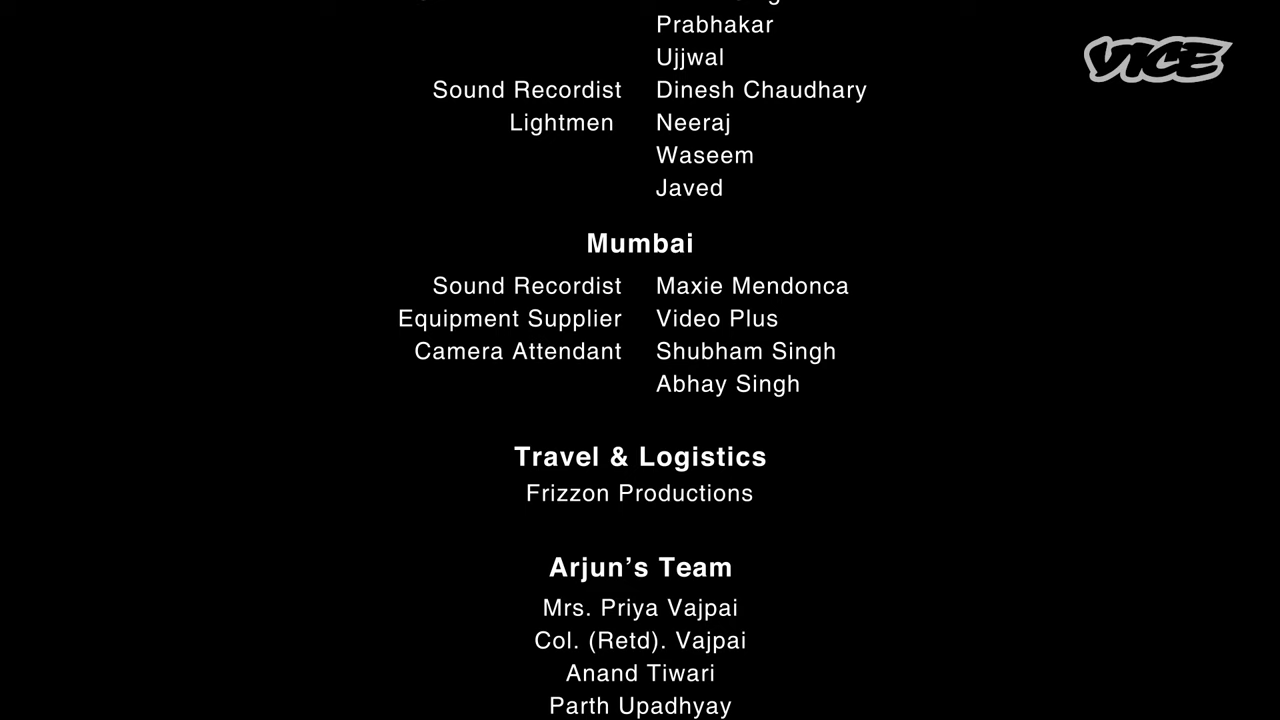 Prabhakar
VICE
Ujjwal
Sound Recordist Dinesh Chaudhary
Lightmen Neeraj
Waseem
Javed
Mumbai
Sound Recordist Maxie Mendonca
Equipment Supplier Video Plus
Camera Attendant Shubham Singh
Abhay Singh
Travel & Logistics
Frizzon Productions
Arjun’s Team
Mrs. Priya Vajpai
Col. (Retd). Vajpai
Anand Tiwari
Parth Upadhyay